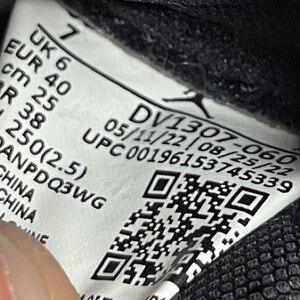 7
UK 6
EUR 40
cm 25
BR 38
250(2.5)
DV1307-060
05/11/22 | 08/25/22
UPC 00196153745339
ANPDQ3WG
CHINA
CHINA